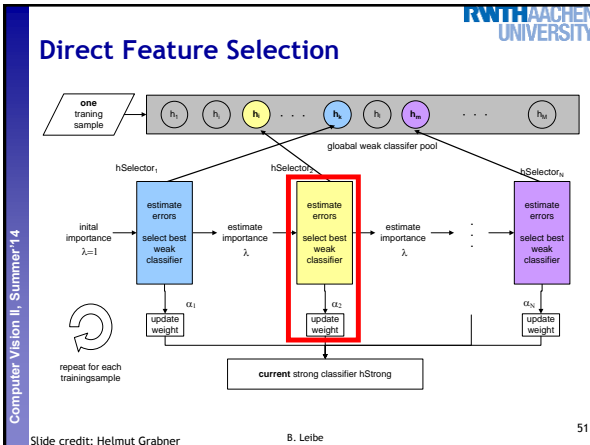 RWTHAACHEN
UNIVERSITY
Direct Feature Selection
one
traning
sample
h1 hi hl . . . hk hl hm . . . hM
gloabal weak classifer pool
hSelector1
hSelector2
hSelectorN
inital
importance
λ=1
estimate
errors
select best
weak
classifier
estimate
importance
λ
estimate
errors
select best
weak
classifier
estimate
importance
λ
.
.
.
estimate
errors
select best
weak
classifier
α1
α2
αN
update
weight
update
weight
update
weight
repeat for each
trainingsample
current strong classifier hStrong
Computer Vision II, Summer'14
Slide credit: Helmut Grabner
B. Leibe
51